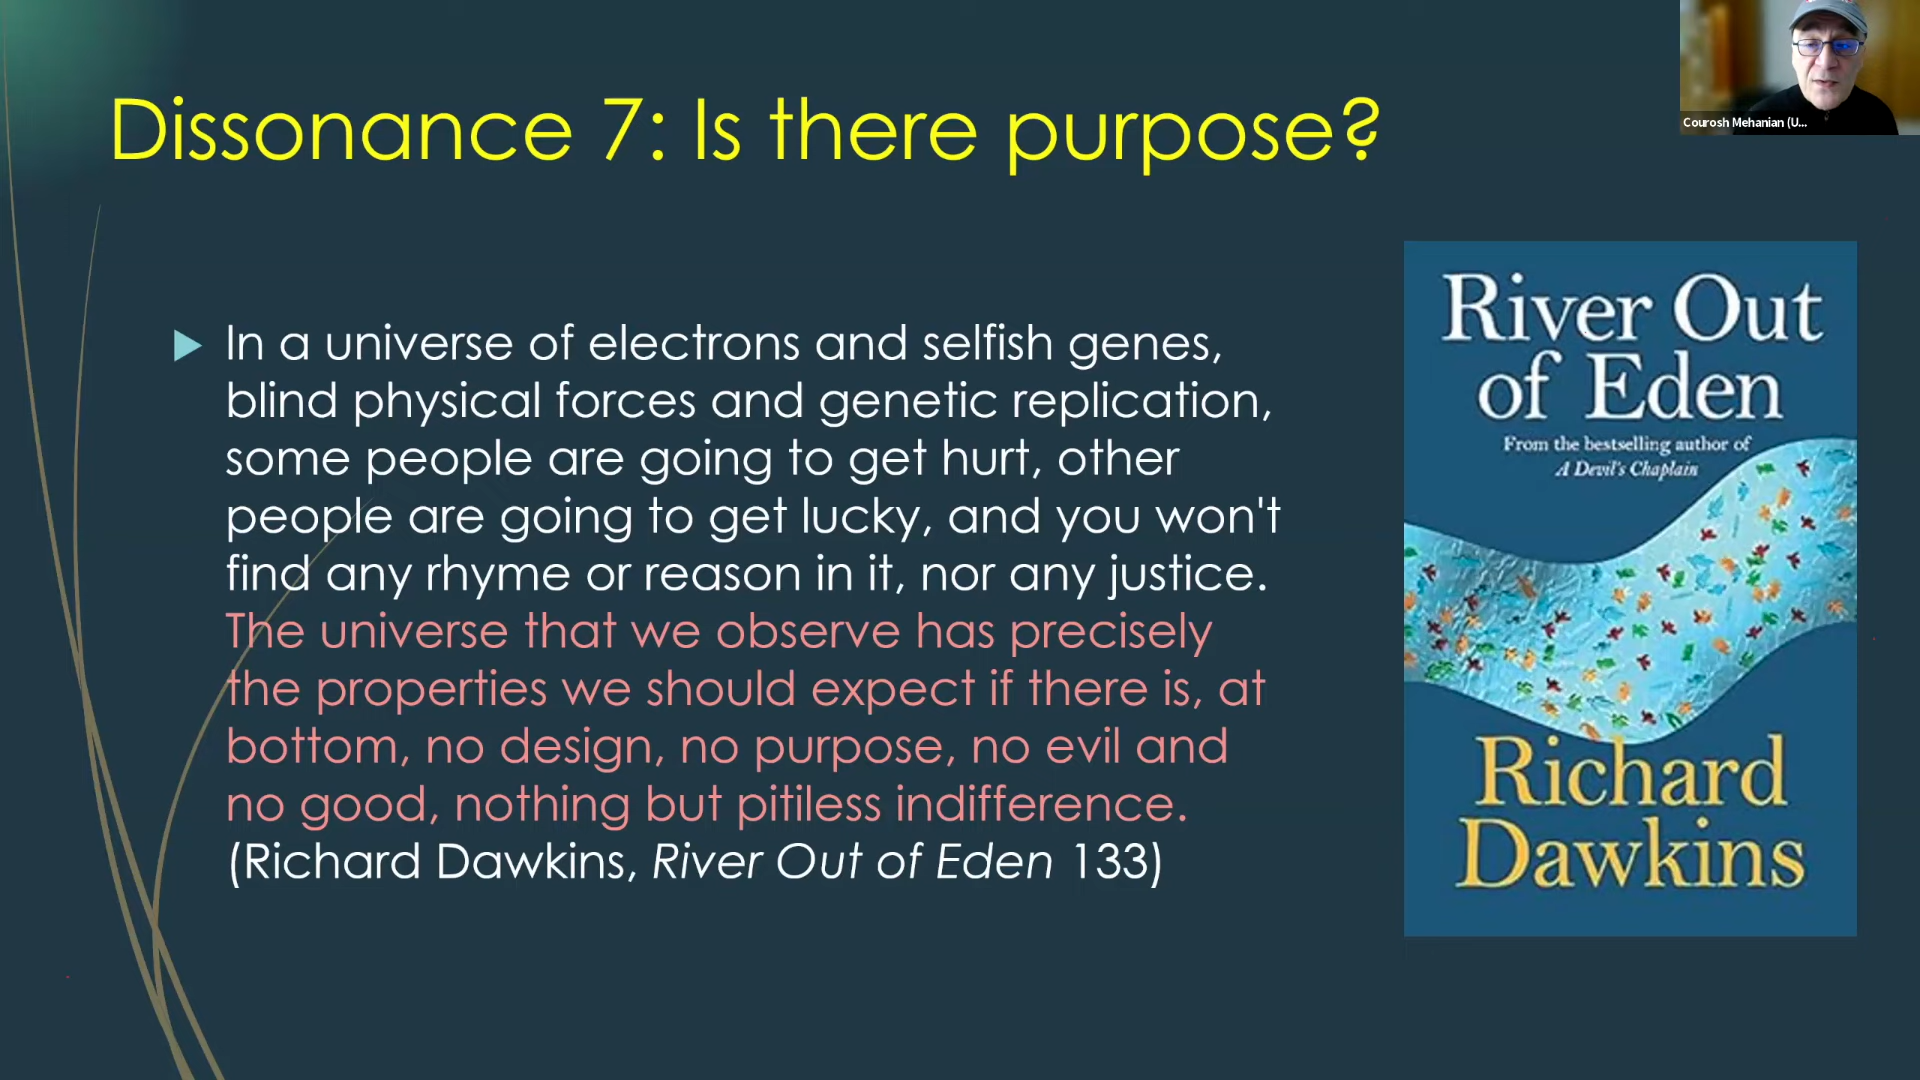 Dissonance 7: Is there purpose?
Courosh Mehanian (U...
In a universe of electrons and selfish genes,
blind physical forces and genetic replication,
some people are going to get hurt, other
people are going to get lucky, and you won't
find any rhyme or reason in it, nor any justice.
The universe that we observe has precisely
the properties we should expect if there is, at
bottom, no design, no purpose, no evil and
no good, nothing but pitiless indifference.
(Richard Dawkins, River Out of Eden 133)
River Out
of Eden
From the bestselling author of
A Devil's Chaplain
Richard
Dawkins